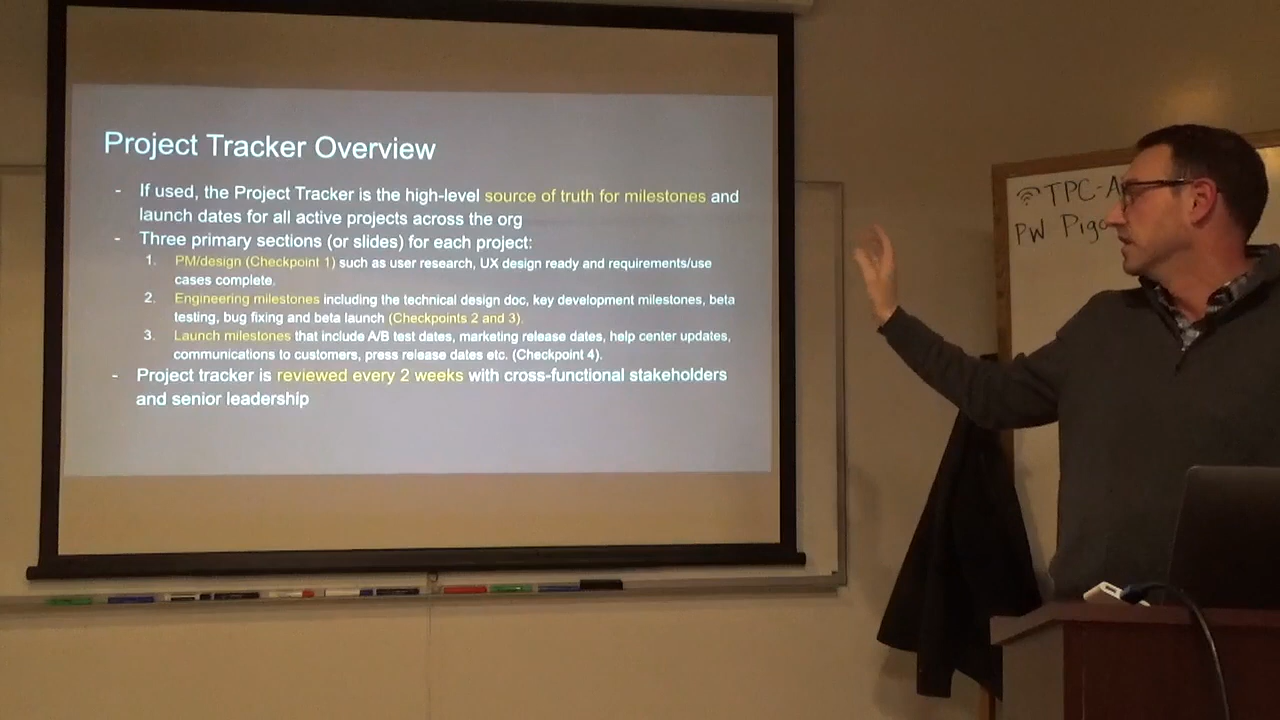 Project Tracker Overview
- If used, the Project Tracker is the high-level source of truth for milestones and
launch dates for all active projects across the org
- Three primary sections (or slides) for each project:
1. PM/design (Checkpoint 1) such as user research, UX design ready and requirements/use
cases complete.
2. Engineering milestones including the technical design doc, key development milestones, beta
testing, bug fixing and beta launch (Checkpoints 2 and 3).
3. Launch milestones that include A/B test dates, marketing release dates, help center updates,
communications to customers, press release dates etc. (Checkpoint 4).
- Project tracker is reviewed every 2 weeks with cross-functional stakeholders
and senior leadership
TPC-A
PW